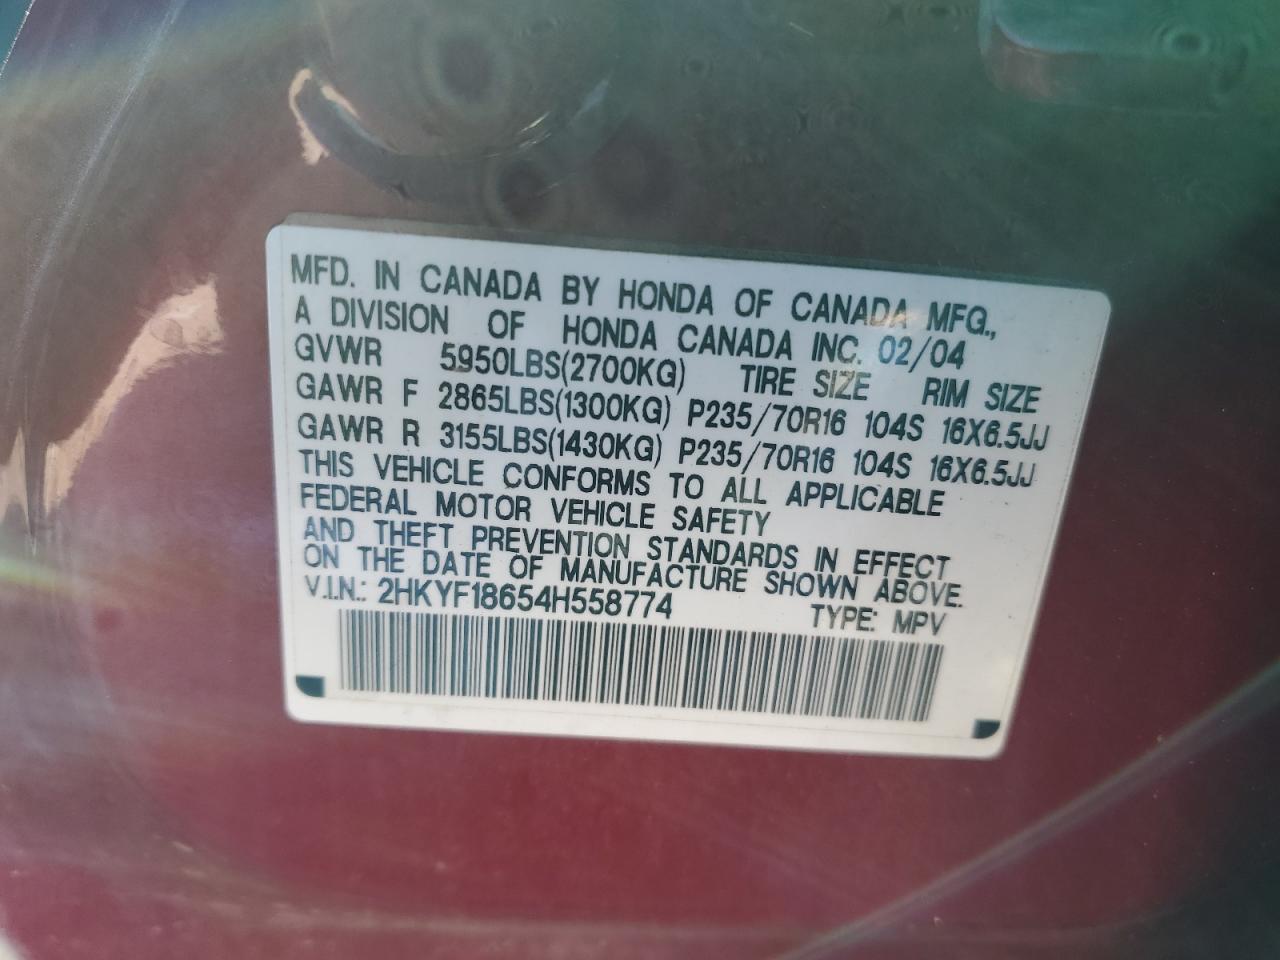 MFD. IN CANADA BY HONDA OF CANADA MFG.,
A DIVISION OF HONDA CANADA INC. 02/04
GVWR 5950LBS(2700KG) TIRE SIZE RIM SIZE
GAWR F 2865LBS(1300KG) P235/70R16 104S 16X6.5JJ
GAWR R 3155LBS(1430KG) P235/70R16 104S 16X6.5JJ
THIS VEHICLE CONFORMS TO ALL APPLICABLE
FEDERAL MOTOR VEHICLE SAFETY
AND THEFT PREVENTION STANDARDS IN EFFECT
ON THE DATE OF MANUFACTURE SHOWN ABOVE.
V.I.N.: 2HKYF18654H558774 TYPE: MPV